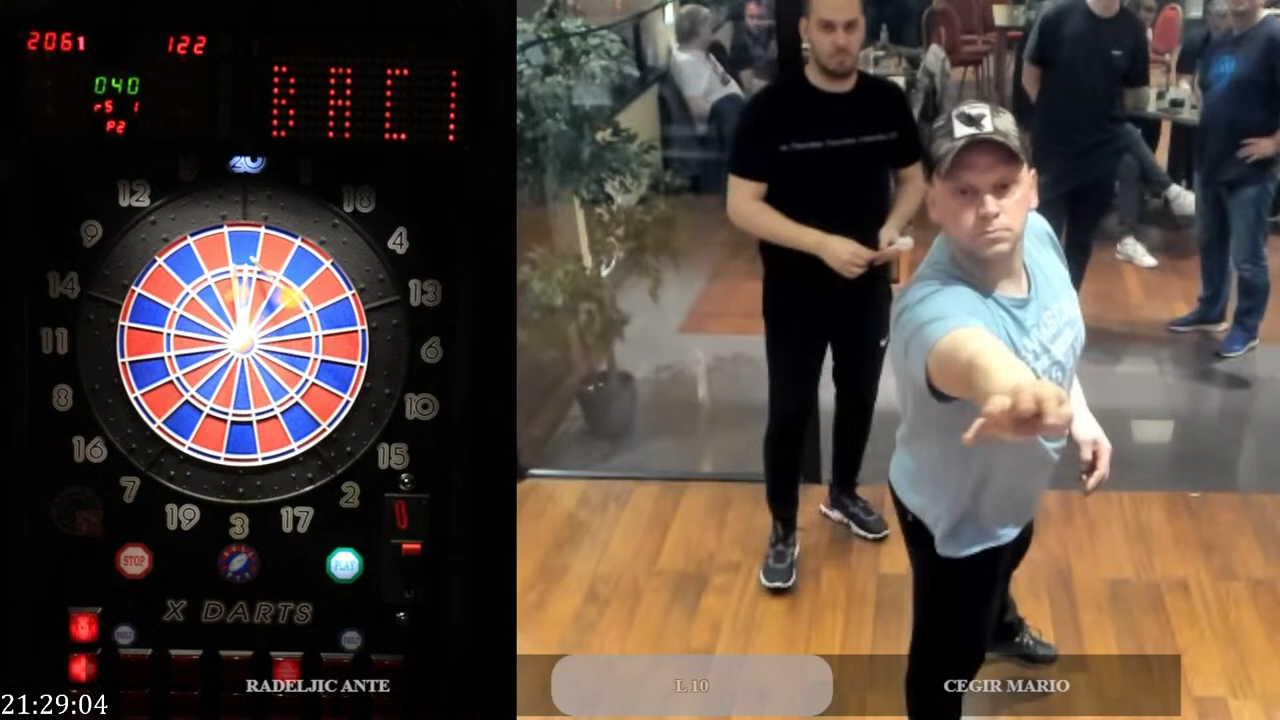 2061
122
040
r5 1
P2
BACI
20
12
18
9
4
14
13
11
6
8
10
16
15
7
2
19
17
3
STOP
PLAY
X DARTS
RADELJIC ANTE
L 10
CEGIR MARIO
21:29:04